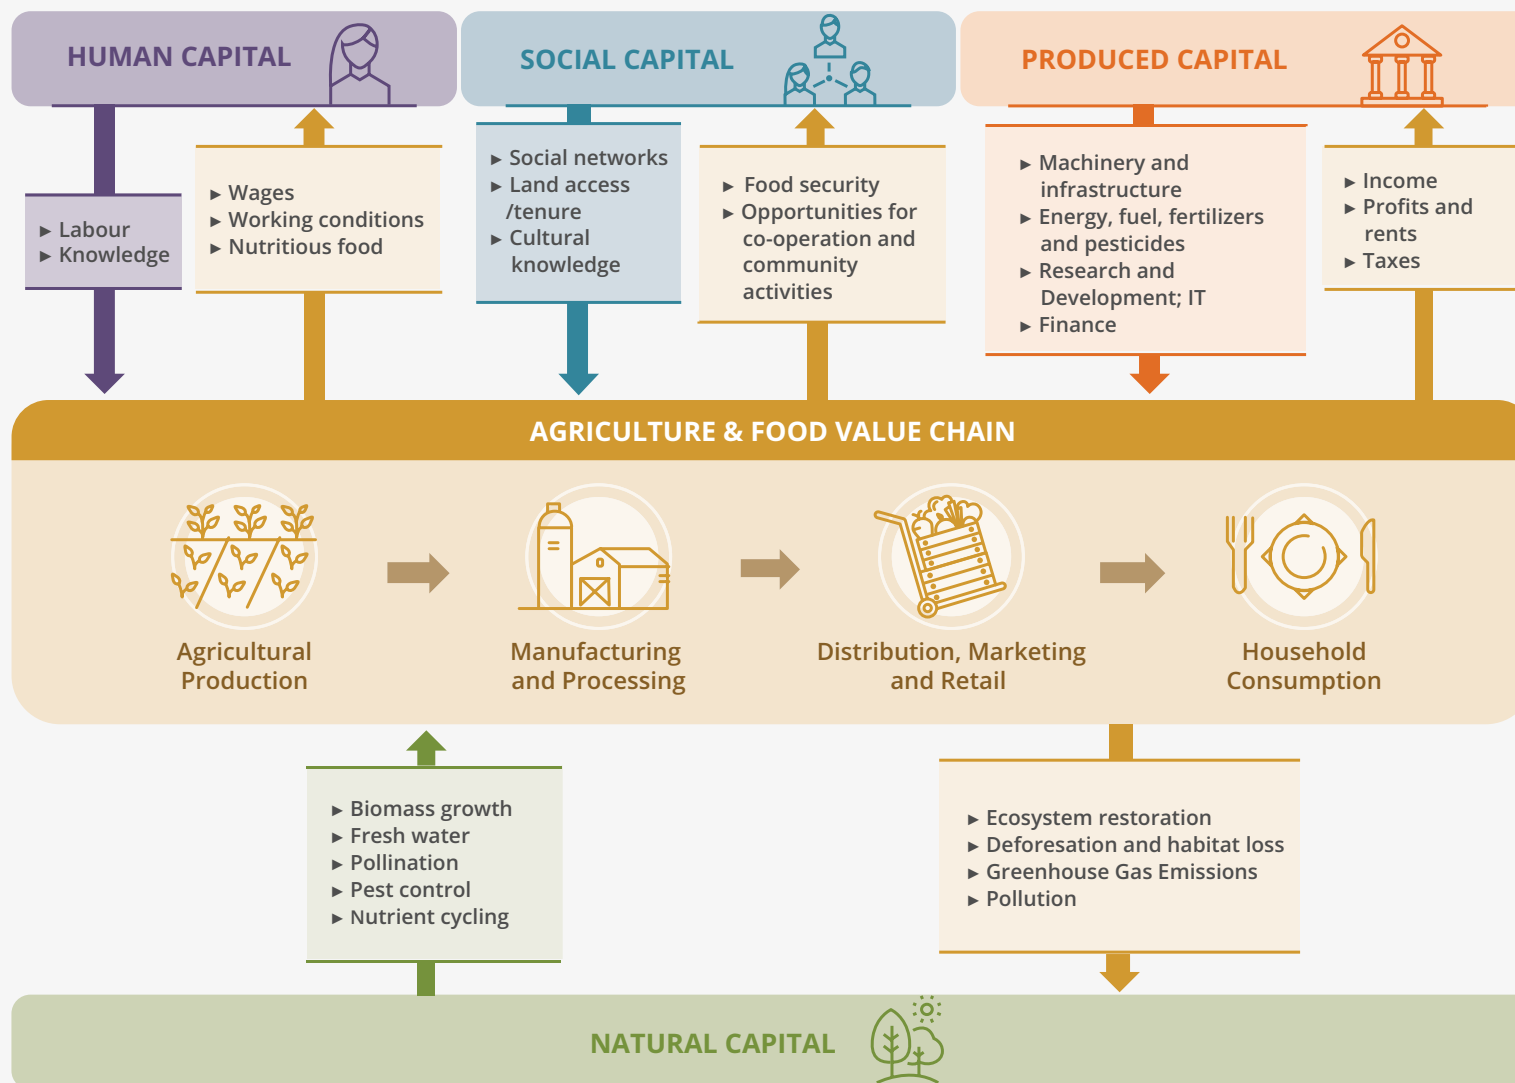 HUMAN CAPITAL
SOCIAL CAPITAL
PRODUCED CAPITAL
► Labour
► Knowledge
► Wages
► Working conditions
► Nutritious food
► Social networks
► Land access
/tenure
► Cultural
knowledge
► Food security
► Opportunities for
co-operation and
community
activities
► Machinery and
infrastructure
► Energy, fuel, fertilizers
and pesticides
► Research and
Development; IT
► Finance
► Income
► Profits and
rents
► Taxes
AGRICULTURE & FOOD VALUE CHAIN
Agricultural
Production
Manufacturing
and Processing
Distribution, Marketing
and Retail
Household
Consumption
► Biomass growth
► Fresh water
► Pollination
► Pest control
► Nutrient cycling
► Ecosystem restoration
► Deforesation and habitat loss
► Greenhouse Gas Emissions
► Pollution
NATURAL CAPITAL